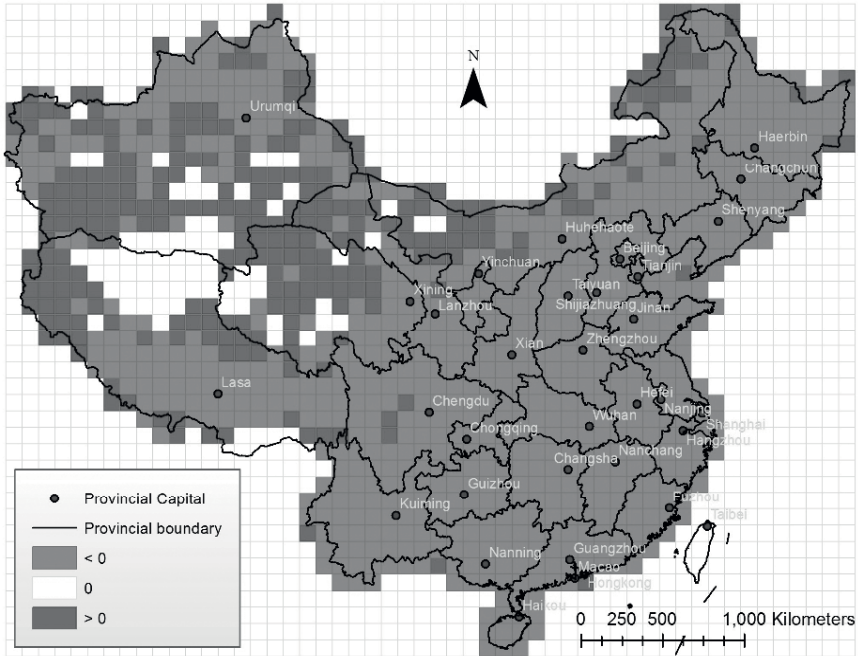 N
Urumqi
Haerbin
Changchun
Shenyang
Huhehaote
Beijing
Tianjin
Yinchuan
Xining
Taiyuan
Lanzhou
Shijiazhuang
Jinan
Xian
Zhengzhou
Lasa
Chengdu
Hefei
Nanjing
Wuhan
Shanghai
Chongqing
Hangzhou
Changsha
Nanchang
Guizhou
Kuiming
Fuzhou
Taibei
Nanning
Guangzhou
Macao
Hongkong
Haikou
Provincial Capital
Provincial boundary
< 0
0
> 0
0 250 500 1,000 Kilometers